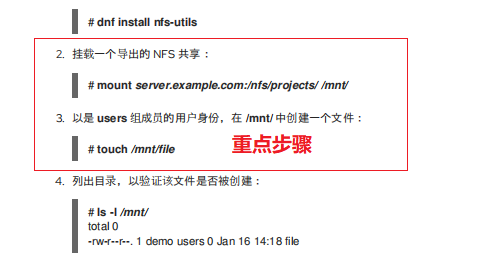 # dnf install nfs-utils
2. 挂载一个导出的 NFS 共享：
# mount server.example.com:/nfs/projects/ /mnt/
3. 以是 users 组成员的用户身份，在 /mnt/ 中创建一个文件：
# touch /mnt/file
重点步骤
4. 列出目录，以验证该文件是否被创建：
# ls -l /mnt/
total 0
-rw-r--r--. 1 demo users 0 Jan 16 14:18 file